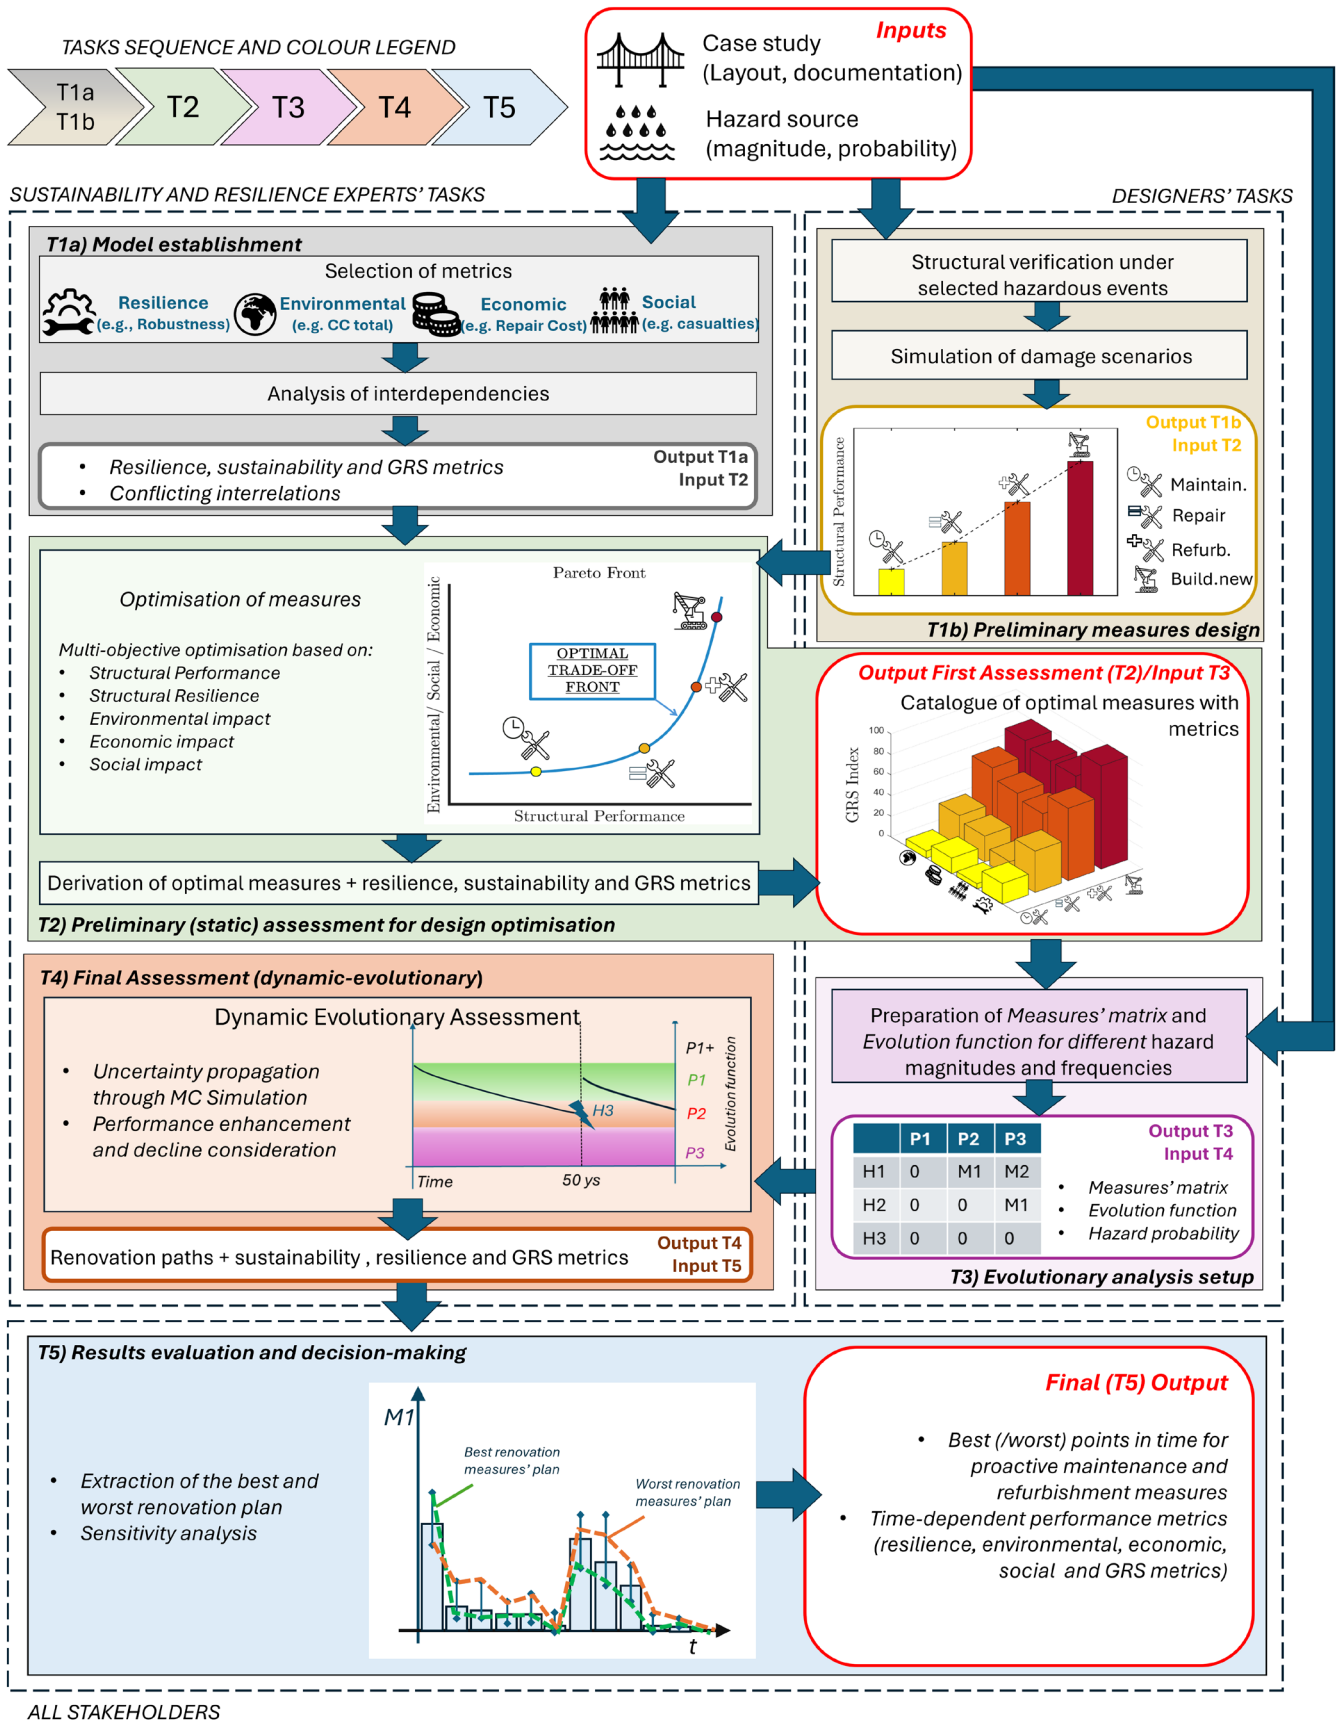 TASKS SEQUENCE AND COLOUR LEGEND
T1a
T1b
T2
T3
T4
T5
Inputs
Case study
(Layout, documentation)
Hazard source
(magnitude, probability)
SUSTAINABILITY AND RESILIENCE EXPERTS' TASKS
DESIGNERS' TASKS
T1a) Model establishment
Selection of metrics
Resilience
(e.g., Robustness)
Environmental
(e.g. CC total)
Economic
(e.g. Repair Cost)
Social
(e.g. casualties)
Analysis of interdependencies
Output T1a
Input T2
• Resilience, sustainability and GRS metrics
• Conflicting interrelations
Structural verification under
selected hazardous events
Simulation of damage scenarios
Output T1b
Input T2
Structural Performance
Maintain.
Repair
Refurb.
Build.new
T1b) Preliminary measures design
Optimisation of measures
Multi-objective optimisation based on:
• Structural Performance
• Structural Resilience
• Environmental impact
• Economic impact
• Social impact
Pareto Front
Environmental/ Social / Economic
OPTIMAL
TRADE-OFF
FRONT
Structural Performance
Derivation of optimal measures + resilience, sustainability and GRS metrics
T2) Preliminary (static) assessment for design optimisation
Output First Assessment (T2)/Input T3
Catalogue of optimal measures with
metrics
GRS Index
100
80
60
40
20
0
T4) Final Assessment (dynamic-evolutionary)
Dynamic Evolutionary Assessment
• Uncertainty propagation
through MC Simulation
• Performance enhancement
and decline consideration
P1+
P1
P2
P3
H3
Evolution function
Time
50 ys
Renovation paths + sustainability , resilience and GRS metrics
Output T4
Input T5
Preparation of Measures' matrix and
Evolution function for different hazard
magnitudes and frequencies
P1 P2 P3
H1 0 M1 M2
H2 0 0 M1
H3 0 0 0
Output T3
Input T4
• Measures' matrix
• Evolution function
• Hazard probability
T3) Evolutionary analysis setup
T5) Results evaluation and decision-making
• Extraction of the best and
worst renovation plan
• Sensitivity analysis
M1
Best renovation
measures' plan
Worst renovation
measures' plan
t
Final (T5) Output
• Best (/worst) points in time for
proactive maintenance and
refurbishment measures
• Time-dependent performance metrics
(resilience, environmental, economic,
social and GRS metrics)
ALL STAKEHOLDERS